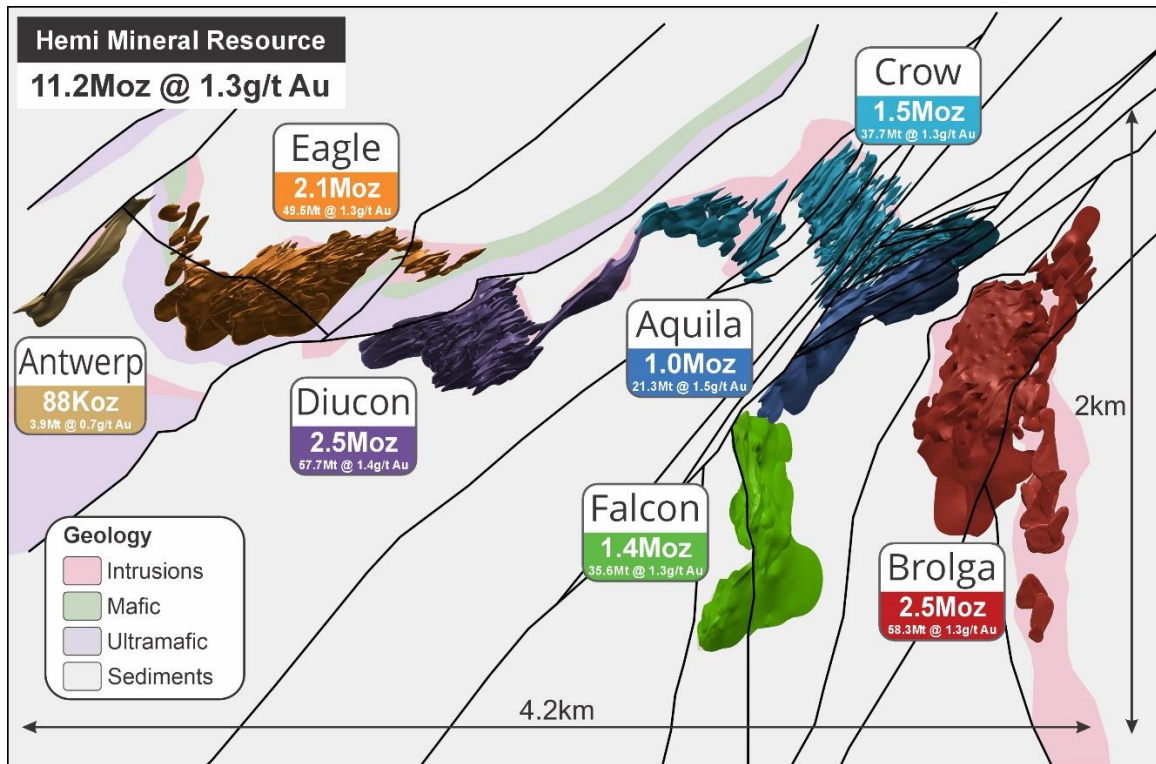 Hemi Mineral Resource
11.2Moz @ 1.3g/t Au
Crow
1.5Moz
37.7Mt @ 1.3g/t Au
Eagle
2.1Moz
49.5Mt @ 1.3g/t Au
Antwerp
88Koz
3.9Mt @ 0.7g/t Au
Diucon
2.5Moz
57.7Mt @ 1.4g/t Au
Aquila
1.0Moz
21.3Mt @ 1.5g/t Au
2km
Falcon
1.4Moz
35.6Mt @ 1.3g/t Au
Brolga
2.5Moz
58.3Mt @ 1.3g/t Au
Geology
Intrusions
Mafic
Ultramafic
Sediments
4.2km